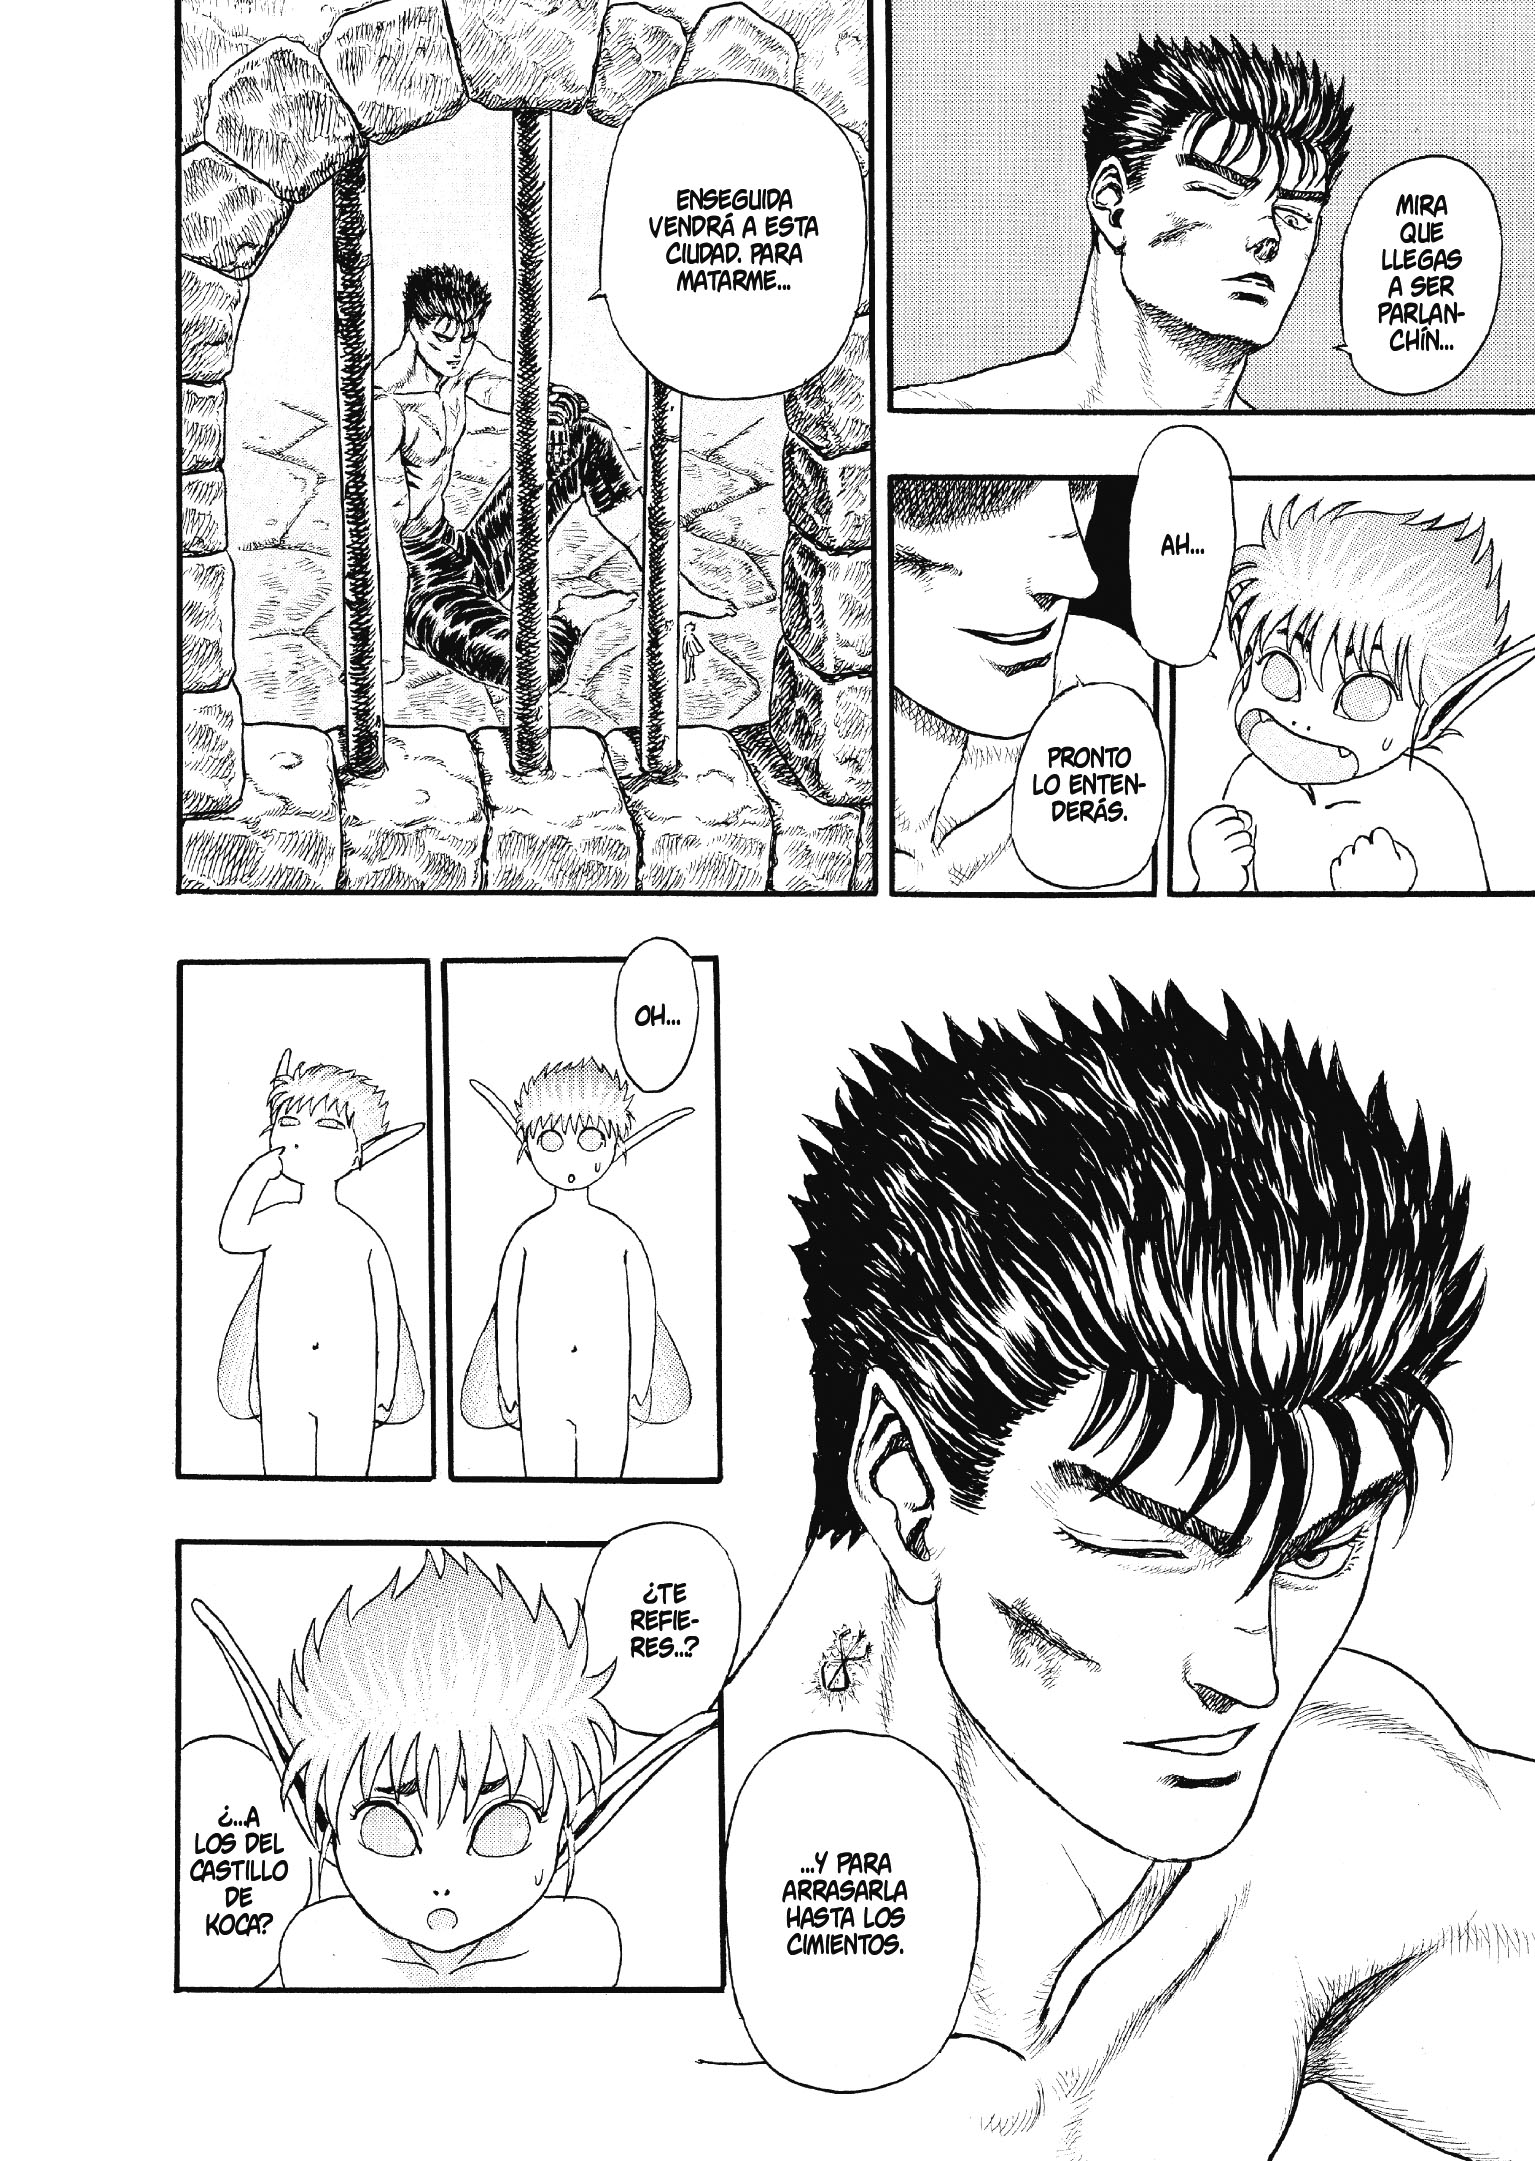 MIRA
QUE
LLEGAS
A SER
PARLAN-
CHÍN...
AH...
PRONTO
LO ENTEN-
DERÁS.
ENSEGUIDA
VENDRÁ A ESTA
CIUDAD. PARA
MATARME...
...Y PARA
ARRASARLA
HASTA LOS
CIMIENTOS.
OH...
¿TE
REFIE-
RES...?
¿...A
LOS DEL
CASTILLO
DE
KOCA?